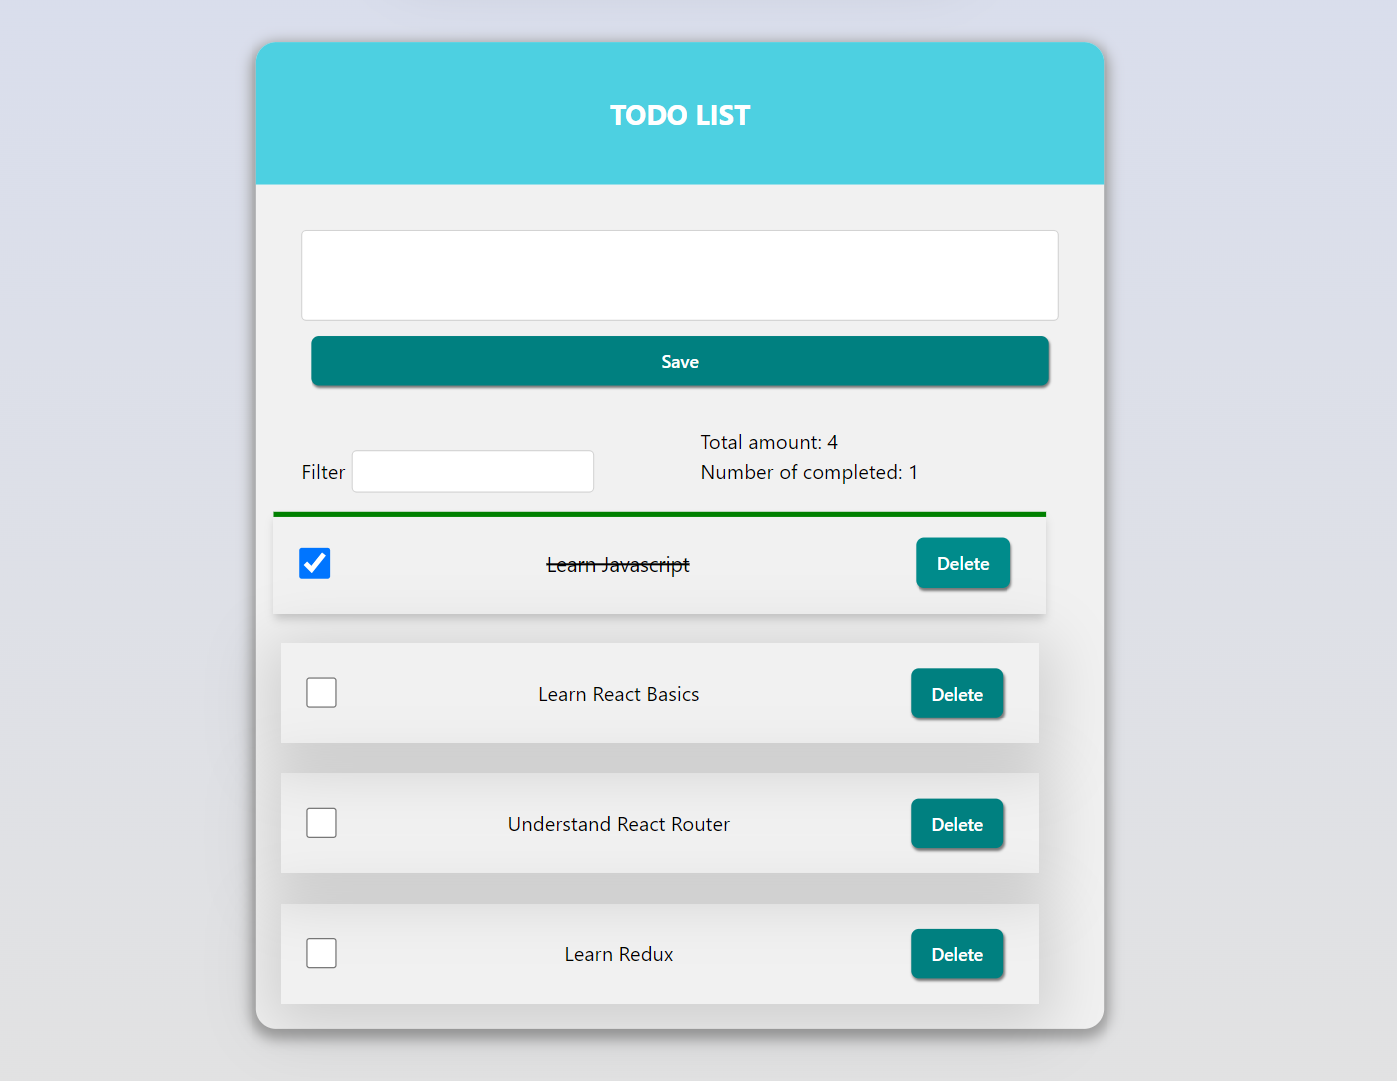 TODO LIST
Save
Total amount: 4
Filter
Number of completed: 1
Learn Javascript
Delete
Learn React Basics
Delete
Understand React Router
Delete
Learn Redux
Delete